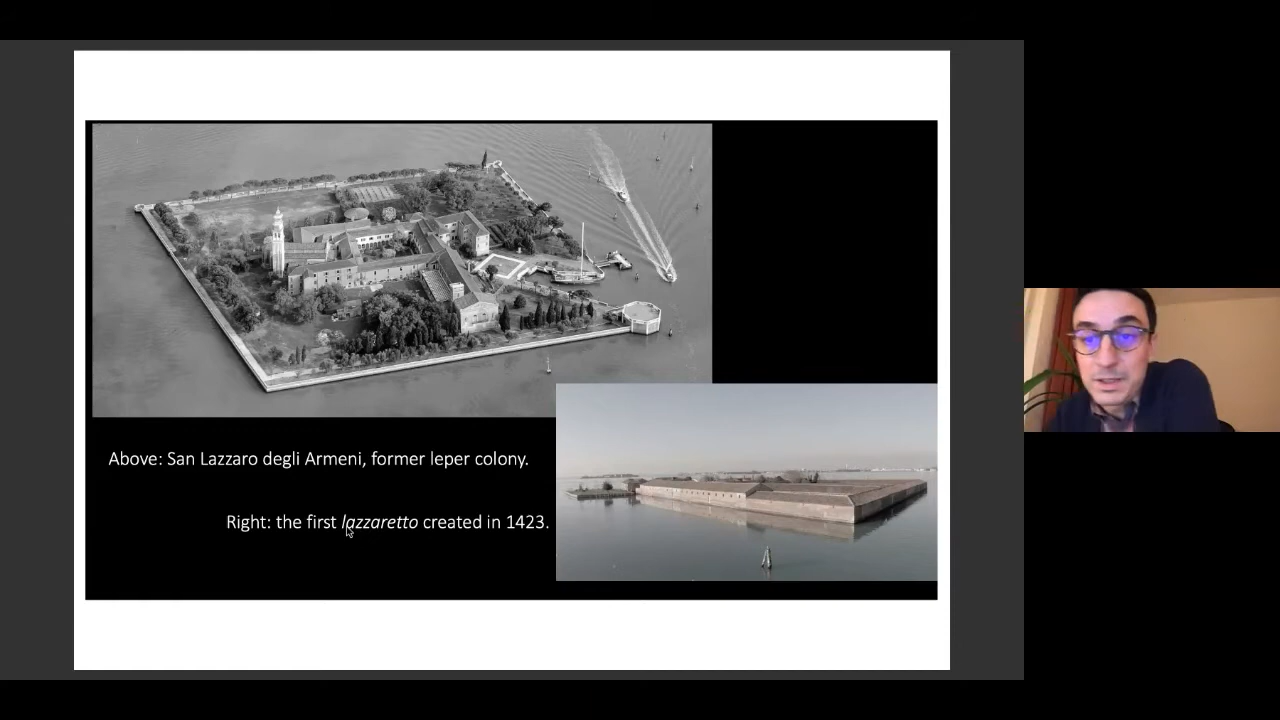 Above: San Lazzaro degli Armeni, former leper colony.
Right: the first lazzaretto created in 1423.